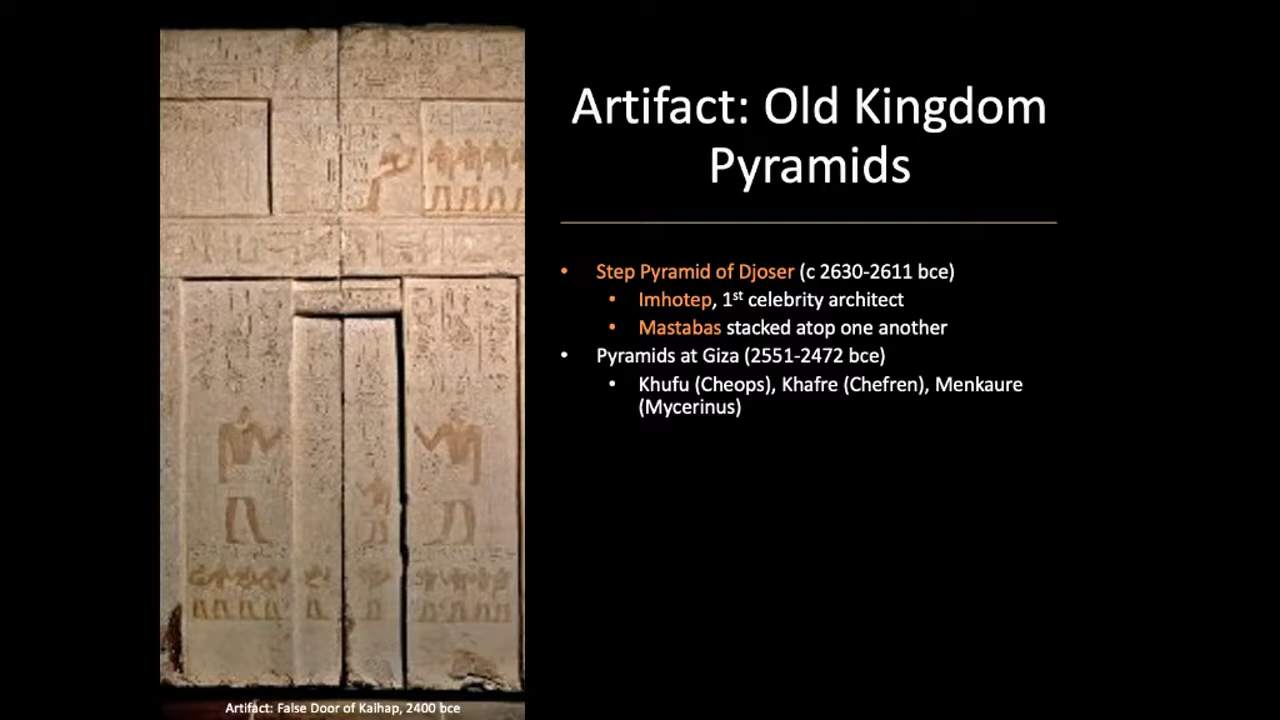 Artifact: Old Kingdom
Pyramids
• Step Pyramid of Djoser (c 2630-2611 bce)
• Imhotep, 1st celebrity architect
• Mastabas stacked atop one another
• Pyramids at Giza (2551-2472 bce)
• Khufu (Cheops), Khafre (Chefren), Menkaure
(Mycerinus)
Artifact: False Door of Kaihap, 2400 bce